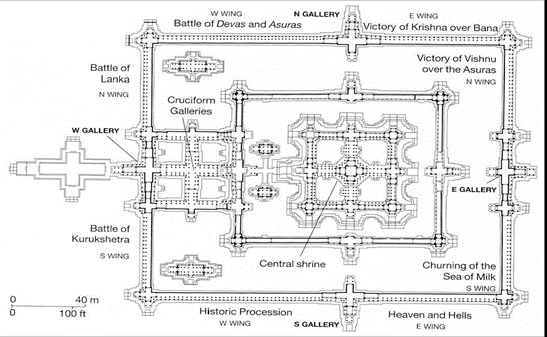 W WING
N GALLERY
E WING
Battle of Devas and Asuras
Victory of Krishna over Bana
Battle of
Lanka
N WING
Victory of Vishnu
over the Asuras
N WING
Cruciform
Galleries
W GALLERY
E GALLERY
Battle of
Kurukshetra
S WING
Central shrine
Churning of the
Sea of Milk
S WING
0 40 m
0 100 ft
Historic Procession
W WING
S GALLERY
Heaven and Hells
E WING